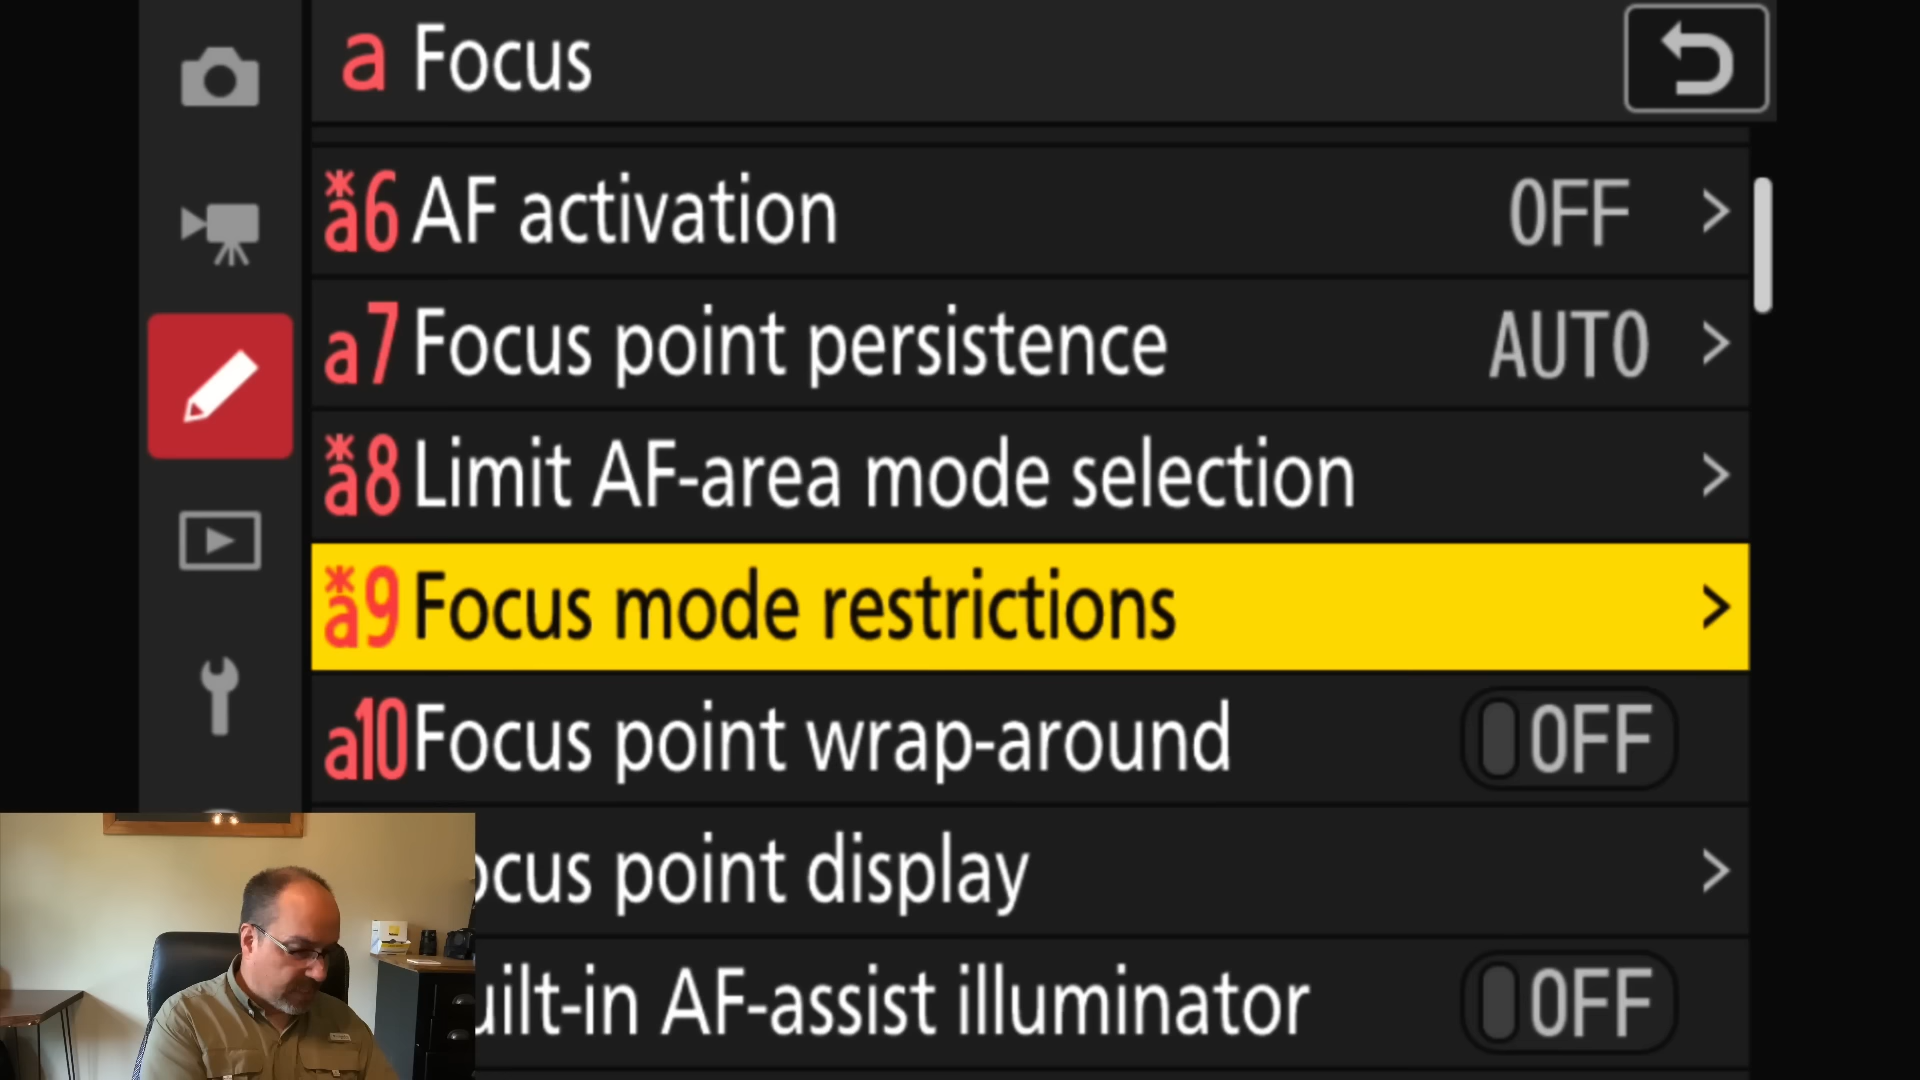 a Focus
*a6 AF activation OFF >
a7 Focus point persistence AUTO >
*a8 Limit AF-area mode selection >
*a9 Focus mode restrictions >
a10 Focus point wrap-around OFF
ocus point display >
uilt-in AF-assist illuminator OFF